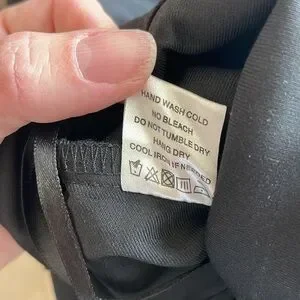 HAND WASH COLD
NO BLEACH
DO NOT TUMBLE DRY
HANG DRY
COOL IRON IF NEEDED